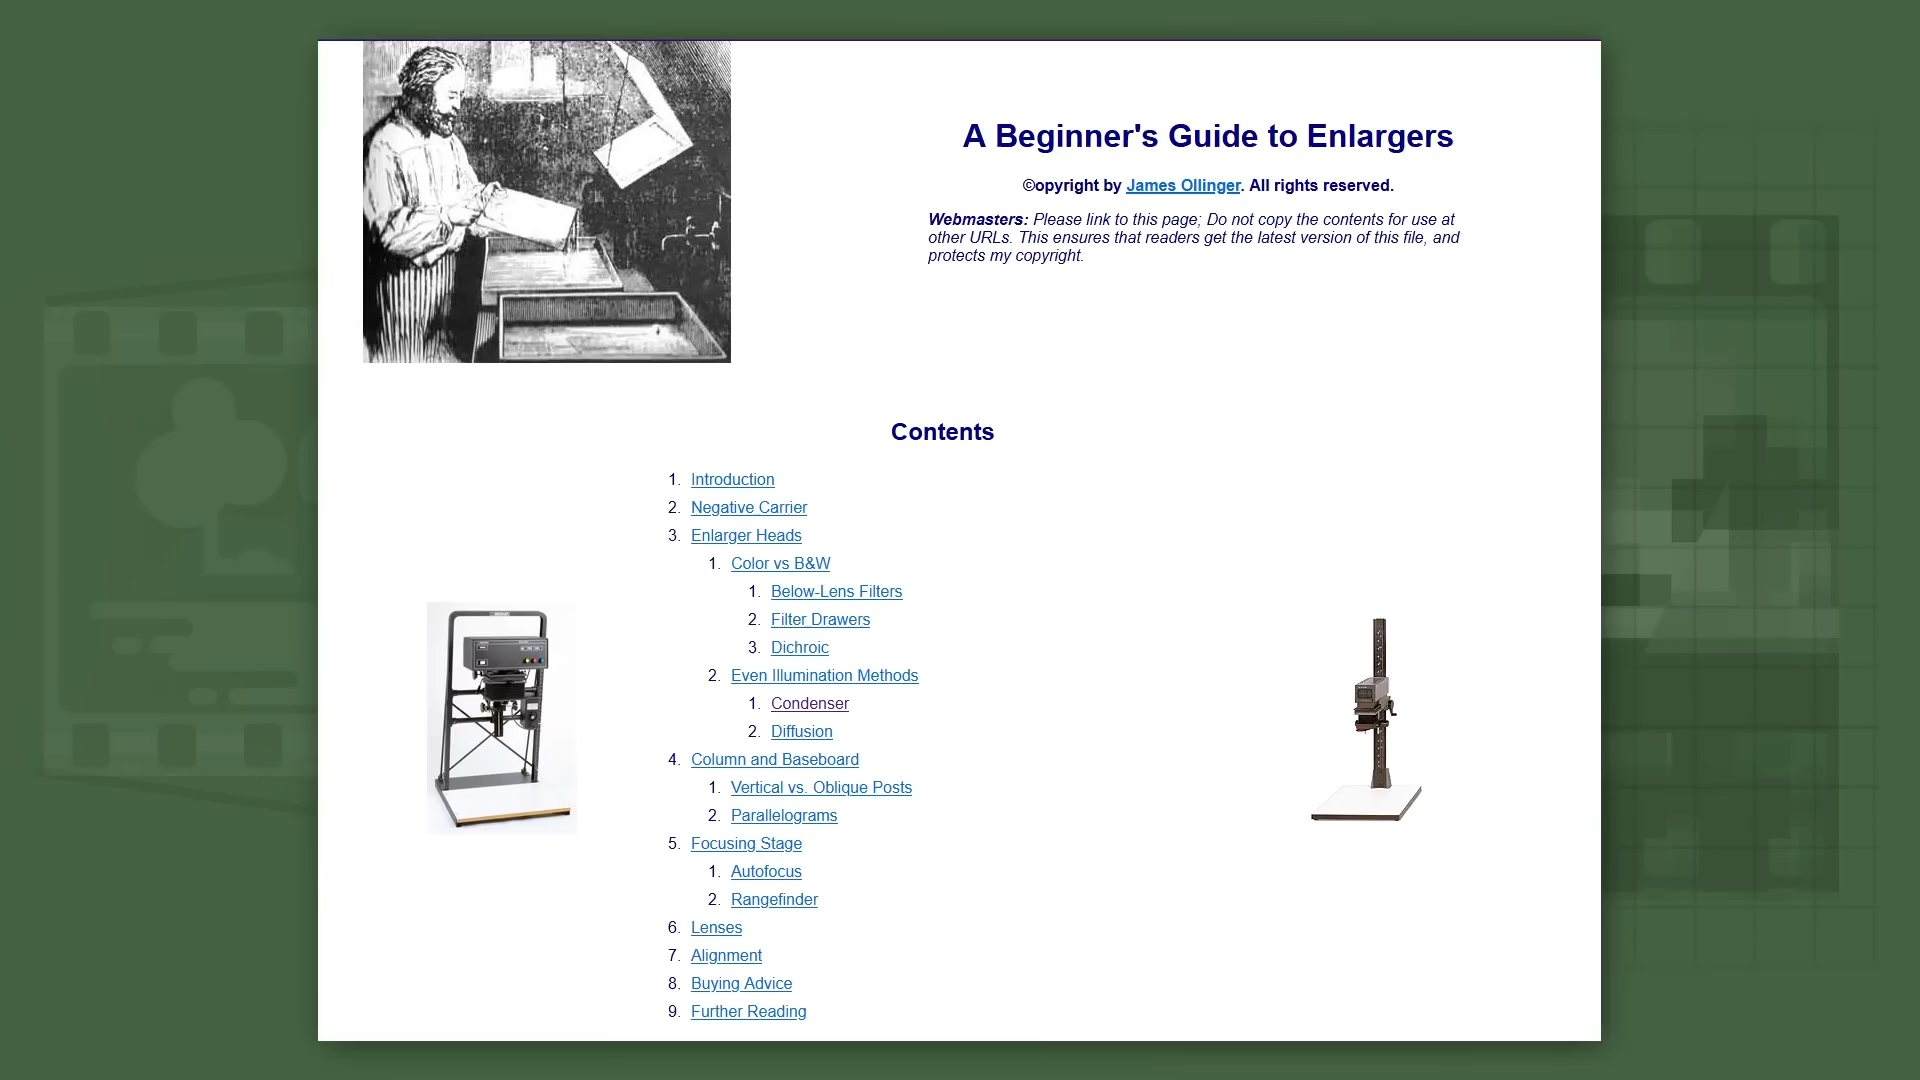 A Beginner's Guide to Enlargers
©opyright by James Ollinger. All rights reserved.
Webmasters: Please link to this page; Do not copy the contents for use at
other URLs. This ensures that readers get the latest version of this file, and
protects my copyright.
Contents
1. Introduction
2. Negative Carrier
3. Enlarger Heads
1. Color vs B&W
1. Below-Lens Filters
2. Filter Drawers
3. Dichroic
2. Even Illumination Methods
1. Condenser
2. Diffusion
4. Column and Baseboard
1. Vertical vs. Oblique Posts
2. Parallelograms
5. Focusing Stage
1. Autofocus
2. Rangefinder
6. Lenses
7. Alignment
8. Buying Advice
9. Further Reading